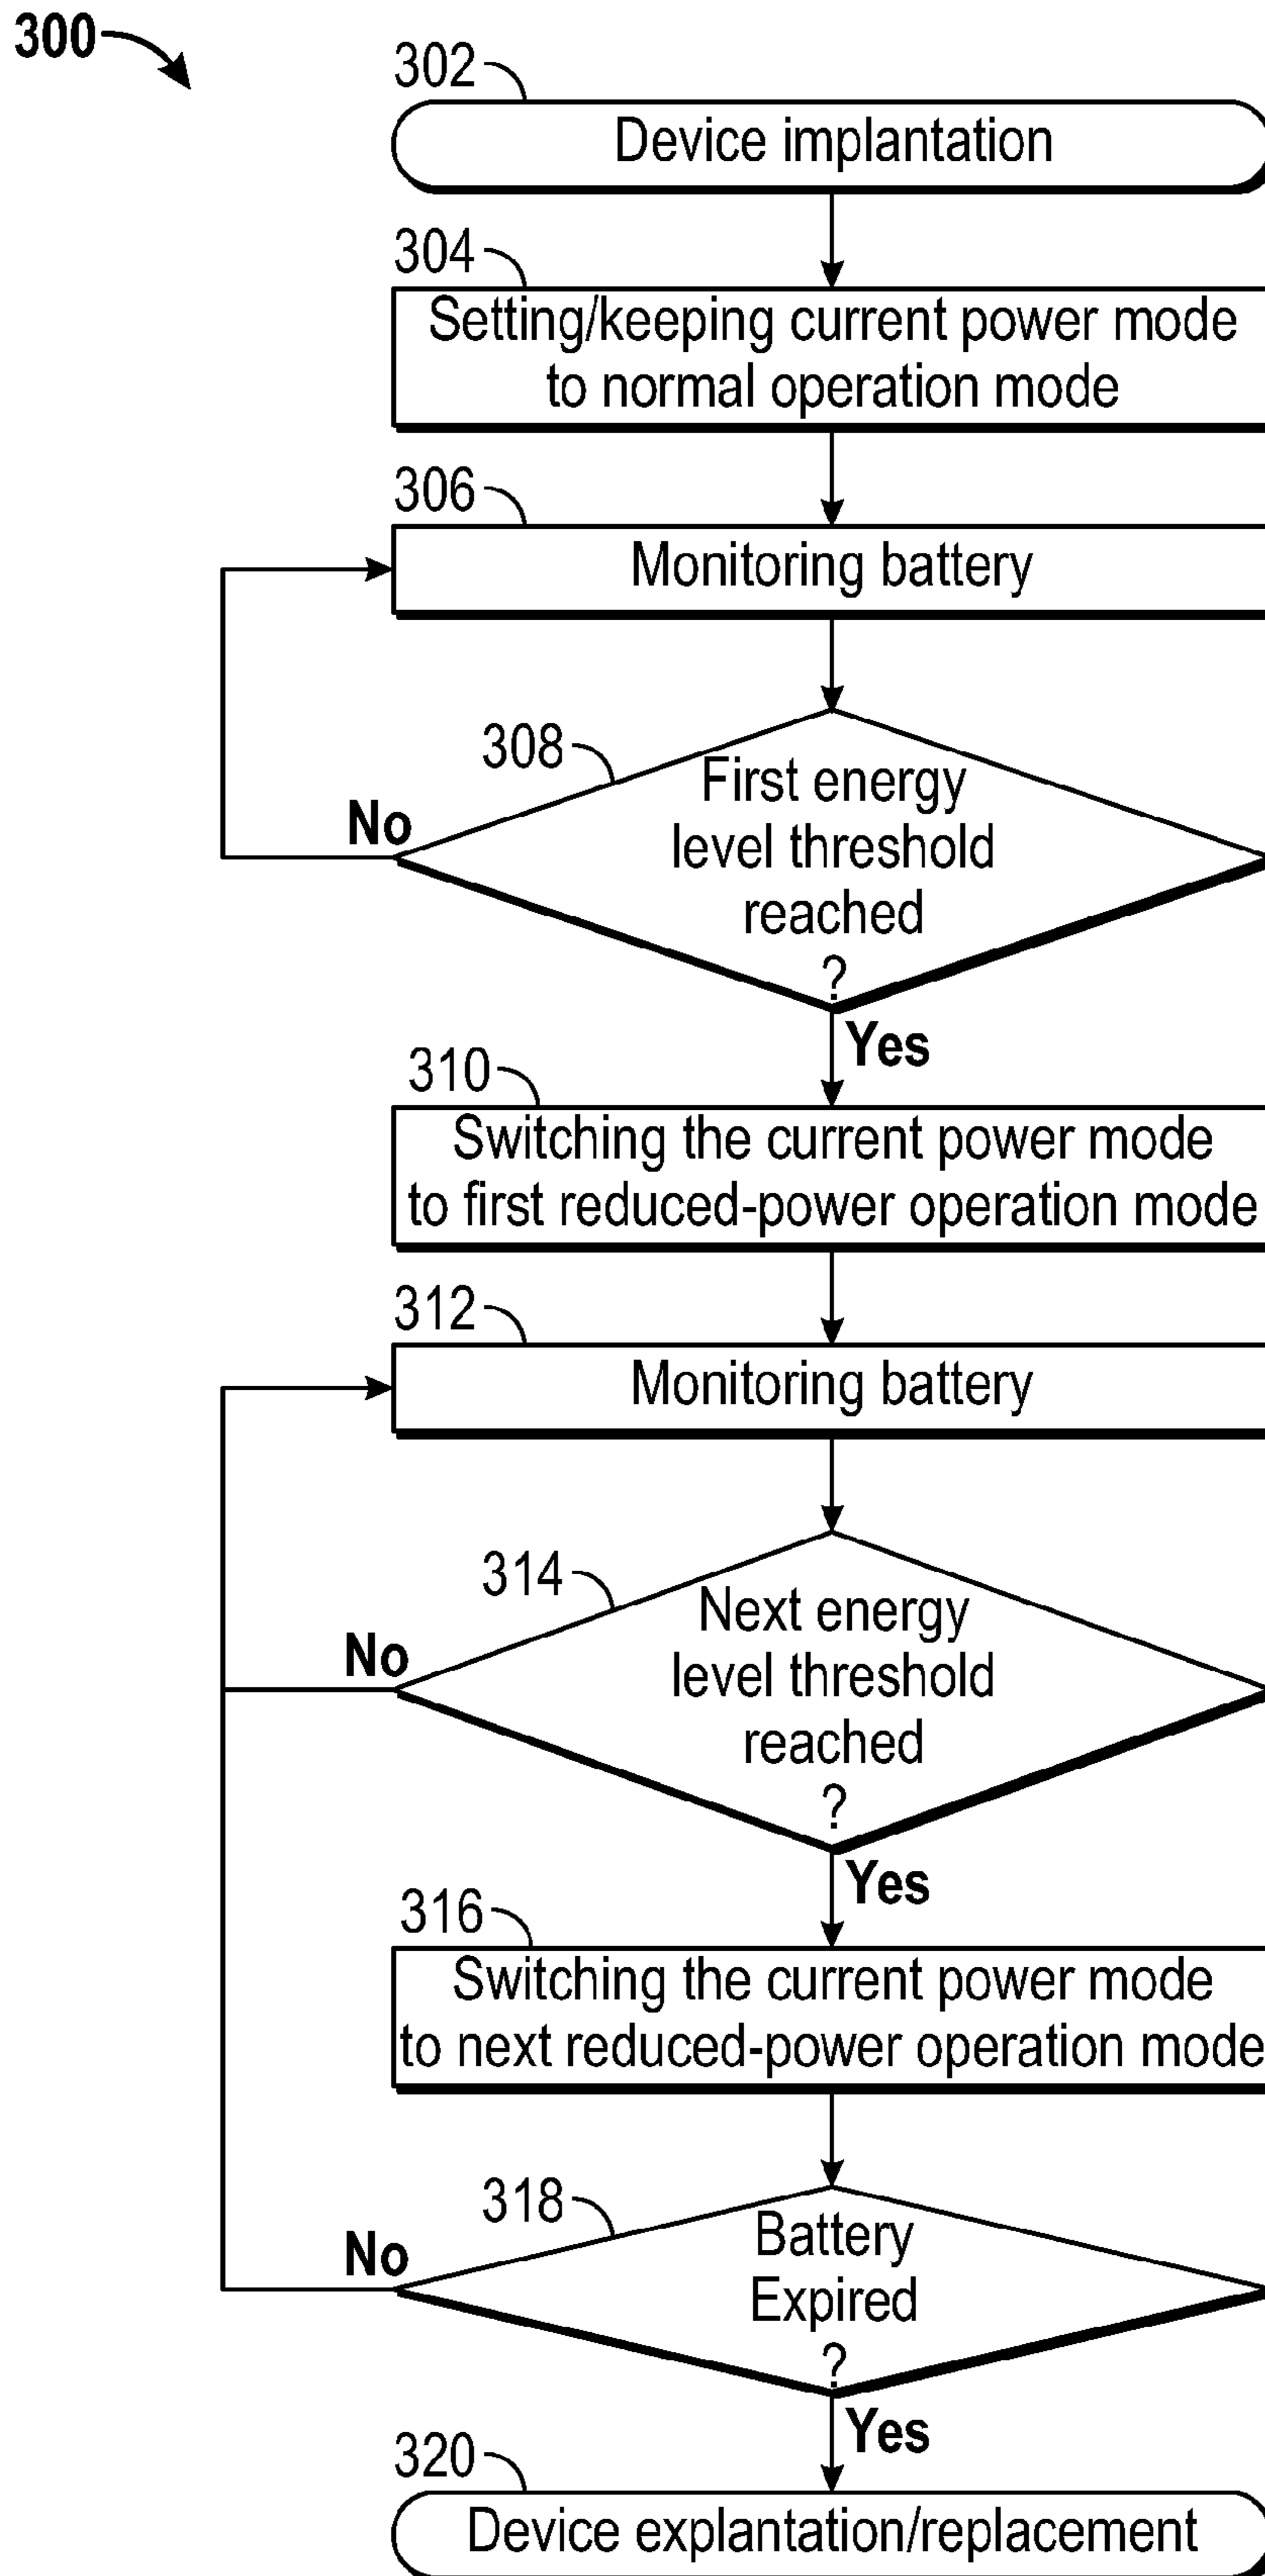 300
302
Device implantation
304
Setting/keeping current power mode
to normal operation mode
306
Monitoring battery
308
First energy
level threshold
reached
?
No
Yes
310
Switching the current power mode
to first reduced-power operation mode
312
Monitoring battery
314
Next energy
level threshold
reached
?
No
Yes
316
Switching the current power mode
to next reduced-power operation mode
318
Battery
Expired
?
No
Yes
320
Device explantation/replacement